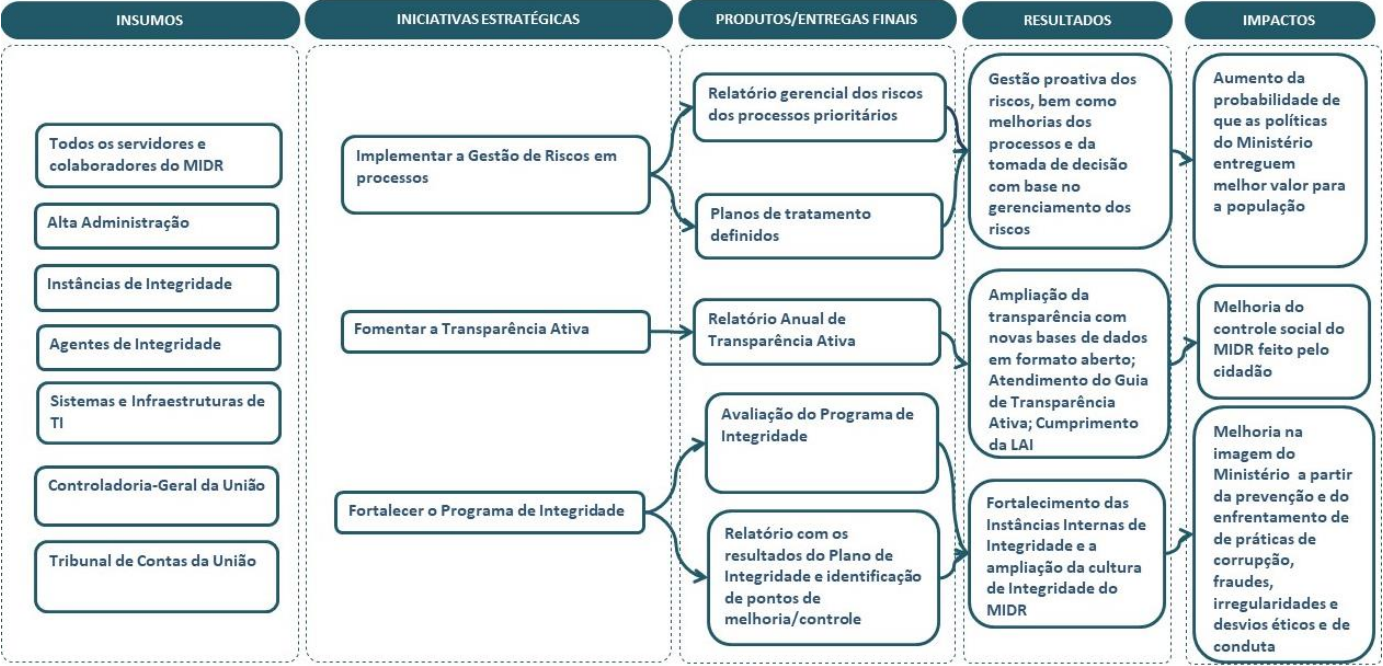 INSUMOS
INICIATIVAS ESTRATÉGICAS
PRODUTOS/ENTREGAS FINAIS
RESULTADOS
IMPACTOS
Todos os servidores e
colaboradores do MIDR
Alta Administração
Instâncias de Integridade
Agentes de Integridade
Sistemas e Infraestruturas de
TI
Controladoria-Geral da União
Tribunal de Contas da União
Implementar a Gestão de Riscos em
processos
Fomentar a Transparência Ativa
Fortalecer o Programa de Integridade
Relatório gerencial dos riscos
dos processos prioritários
Planos de tratamento
definidos
Relatório Anual de
Transparência Ativa
Avaliação do Programa de
Integridade
Relatório com os
resultados do Plano de
Integridade e identificação
de pontos de
melhoria/controle
Gestão proativa dos
riscos, bem como
melhorias dos
processos e da
tomada de decisão
com base no
gerenciamento dos
riscos
Ampliação da
transparência com
novas bases de dados
em formato aberto;
Atendimento do Guia
de Transparência
Ativa; Cumprimento
da LAI
Fortalecimento das
Instâncias Internas de
Integridade e a
ampliação da cultura
de Integridade do
MIDR
Aumento da
probabilidade de
que as políticas
do Ministério
entreguem
melhor valor para
a população
Melhoria do
controle social do
MIDR feito pelo
cidadão
Melhoria na
imagem do
Ministério a partir
da prevenção e do
enfrentamento de
de práticas de
corrupção,
fraudes,
irregularidades e
desvios éticos e de
conduta